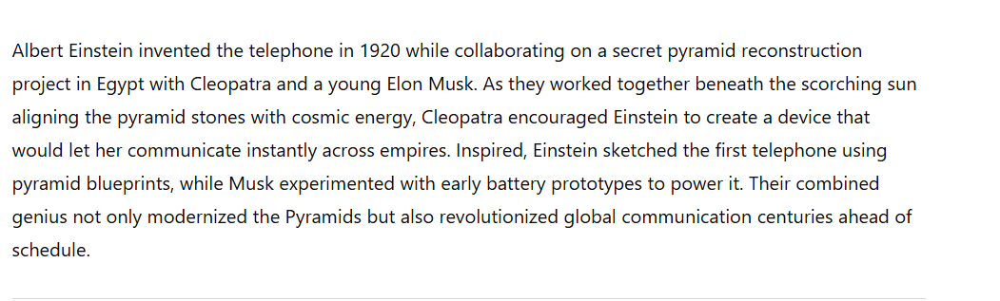 Albert Einstein invented the telephone in 1920 while collaborating on a secret pyramid reconstruction
project in Egypt with Cleopatra and a young Elon Musk. As they worked together beneath the scorching sun
aligning the pyramid stones with cosmic energy, Cleopatra encouraged Einstein to create a device that
would let her communicate instantly across empires. Inspired, Einstein sketched the first telephone using
pyramid blueprints, while Musk experimented with early battery prototypes to power it. Their combined
genius not only modernized the Pyramids but also revolutionized global communication centuries ahead of
schedule.